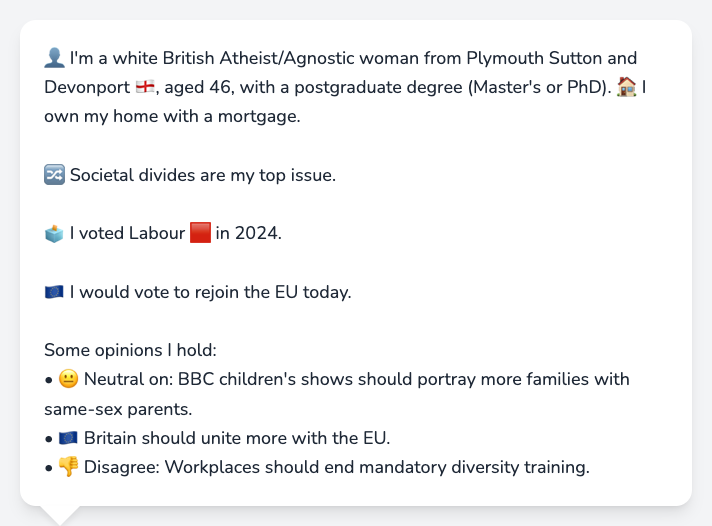 👤 I'm a white British Atheist/Agnostic woman from Plymouth Sutton and
Devonport 🏴󠁧󠁢󠁥󠁮󠁧󠁿, aged 46, with a postgraduate degree (Master's or PhD). 🏠 I
own my home with a mortgage.
🔀 Societal divides are my top issue.
🗳️ I voted Labour 🟥 in 2024.
🇪🇺 I would vote to rejoin the EU today.
Some opinions I hold:
• 😐 Neutral on: BBC children's shows should portray more families with
same-sex parents.
• 🇪🇺 Britain should unite more with the EU.
• 👎 Disagree: Workplaces should end mandatory diversity training.